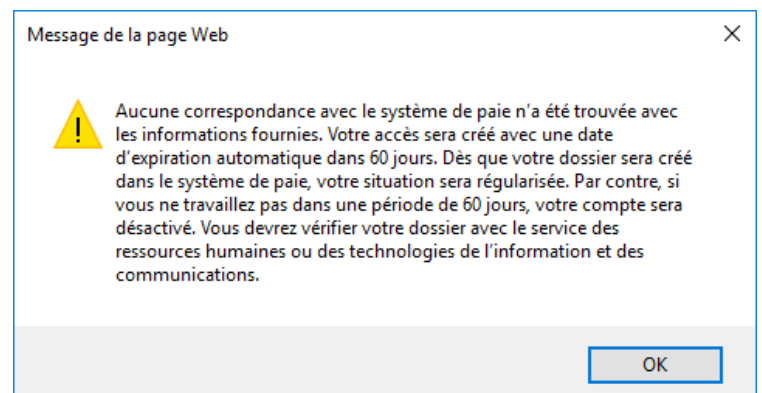 Message de la page Web
Aucune correspondance avec le système de paie n'a été trouvée avec
les informations fournies. Votre accès sera créé avec une date
d'expiration automatique dans 60 jours. Dès que votre dossier sera créé
dans le système de paie, votre situation sera régularisée. Par contre, si
vous ne travaillez pas dans une période de 60 jours, votre compte sera
désactivé. Vous devrez vérifier votre dossier avec le service des
ressources humaines ou des technologies de l'information et des
communications.
OK